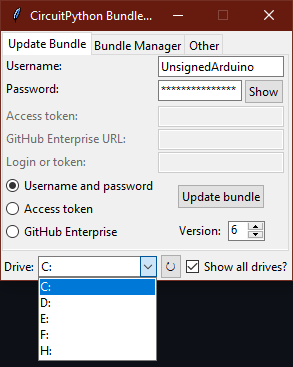 CircuitPython Bundle...
Update Bundle Bundle Manager Other
Username: UnsignedArduino
Password: *************** Show
Access token:
GitHub Enterprise URL:
Login or token:
Username and password
Access token
GitHub Enterprise
Update bundle
Version: 6
Drive: C: Show all drives?
C:
D:
E:
F:
H: